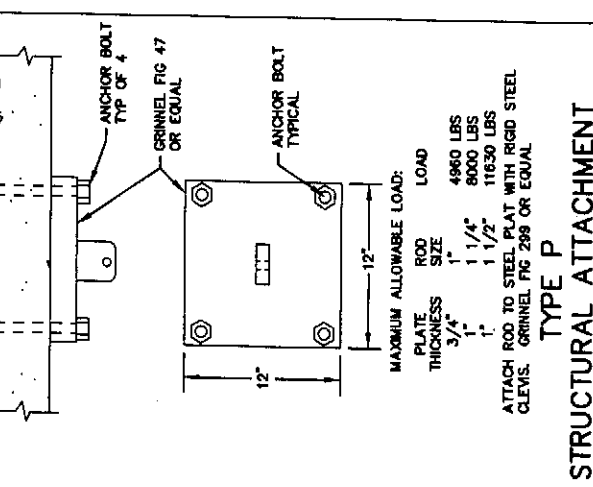 ANCHOR BOLT
TYP OF 4
GRINNEL FIG 47
OR EQUAL
ANCHOR BOLT
TYPICAL
12"
12"
MAXIMUM ALLOWABLE LOAD:
PLATE THICKNESS ROD SIZE LOAD
3/4" 1" 4960 LBS
1" 1 1/4" 8000 LBS
1" 1 1/2" 11630 LBS
ATTACH ROD TO STEEL PLAT WITH RIGID STEEL
CLEVIS. GRINNEL FIG 299 OR EQUAL
TYPE P
STRUCTURAL ATTACHMENT